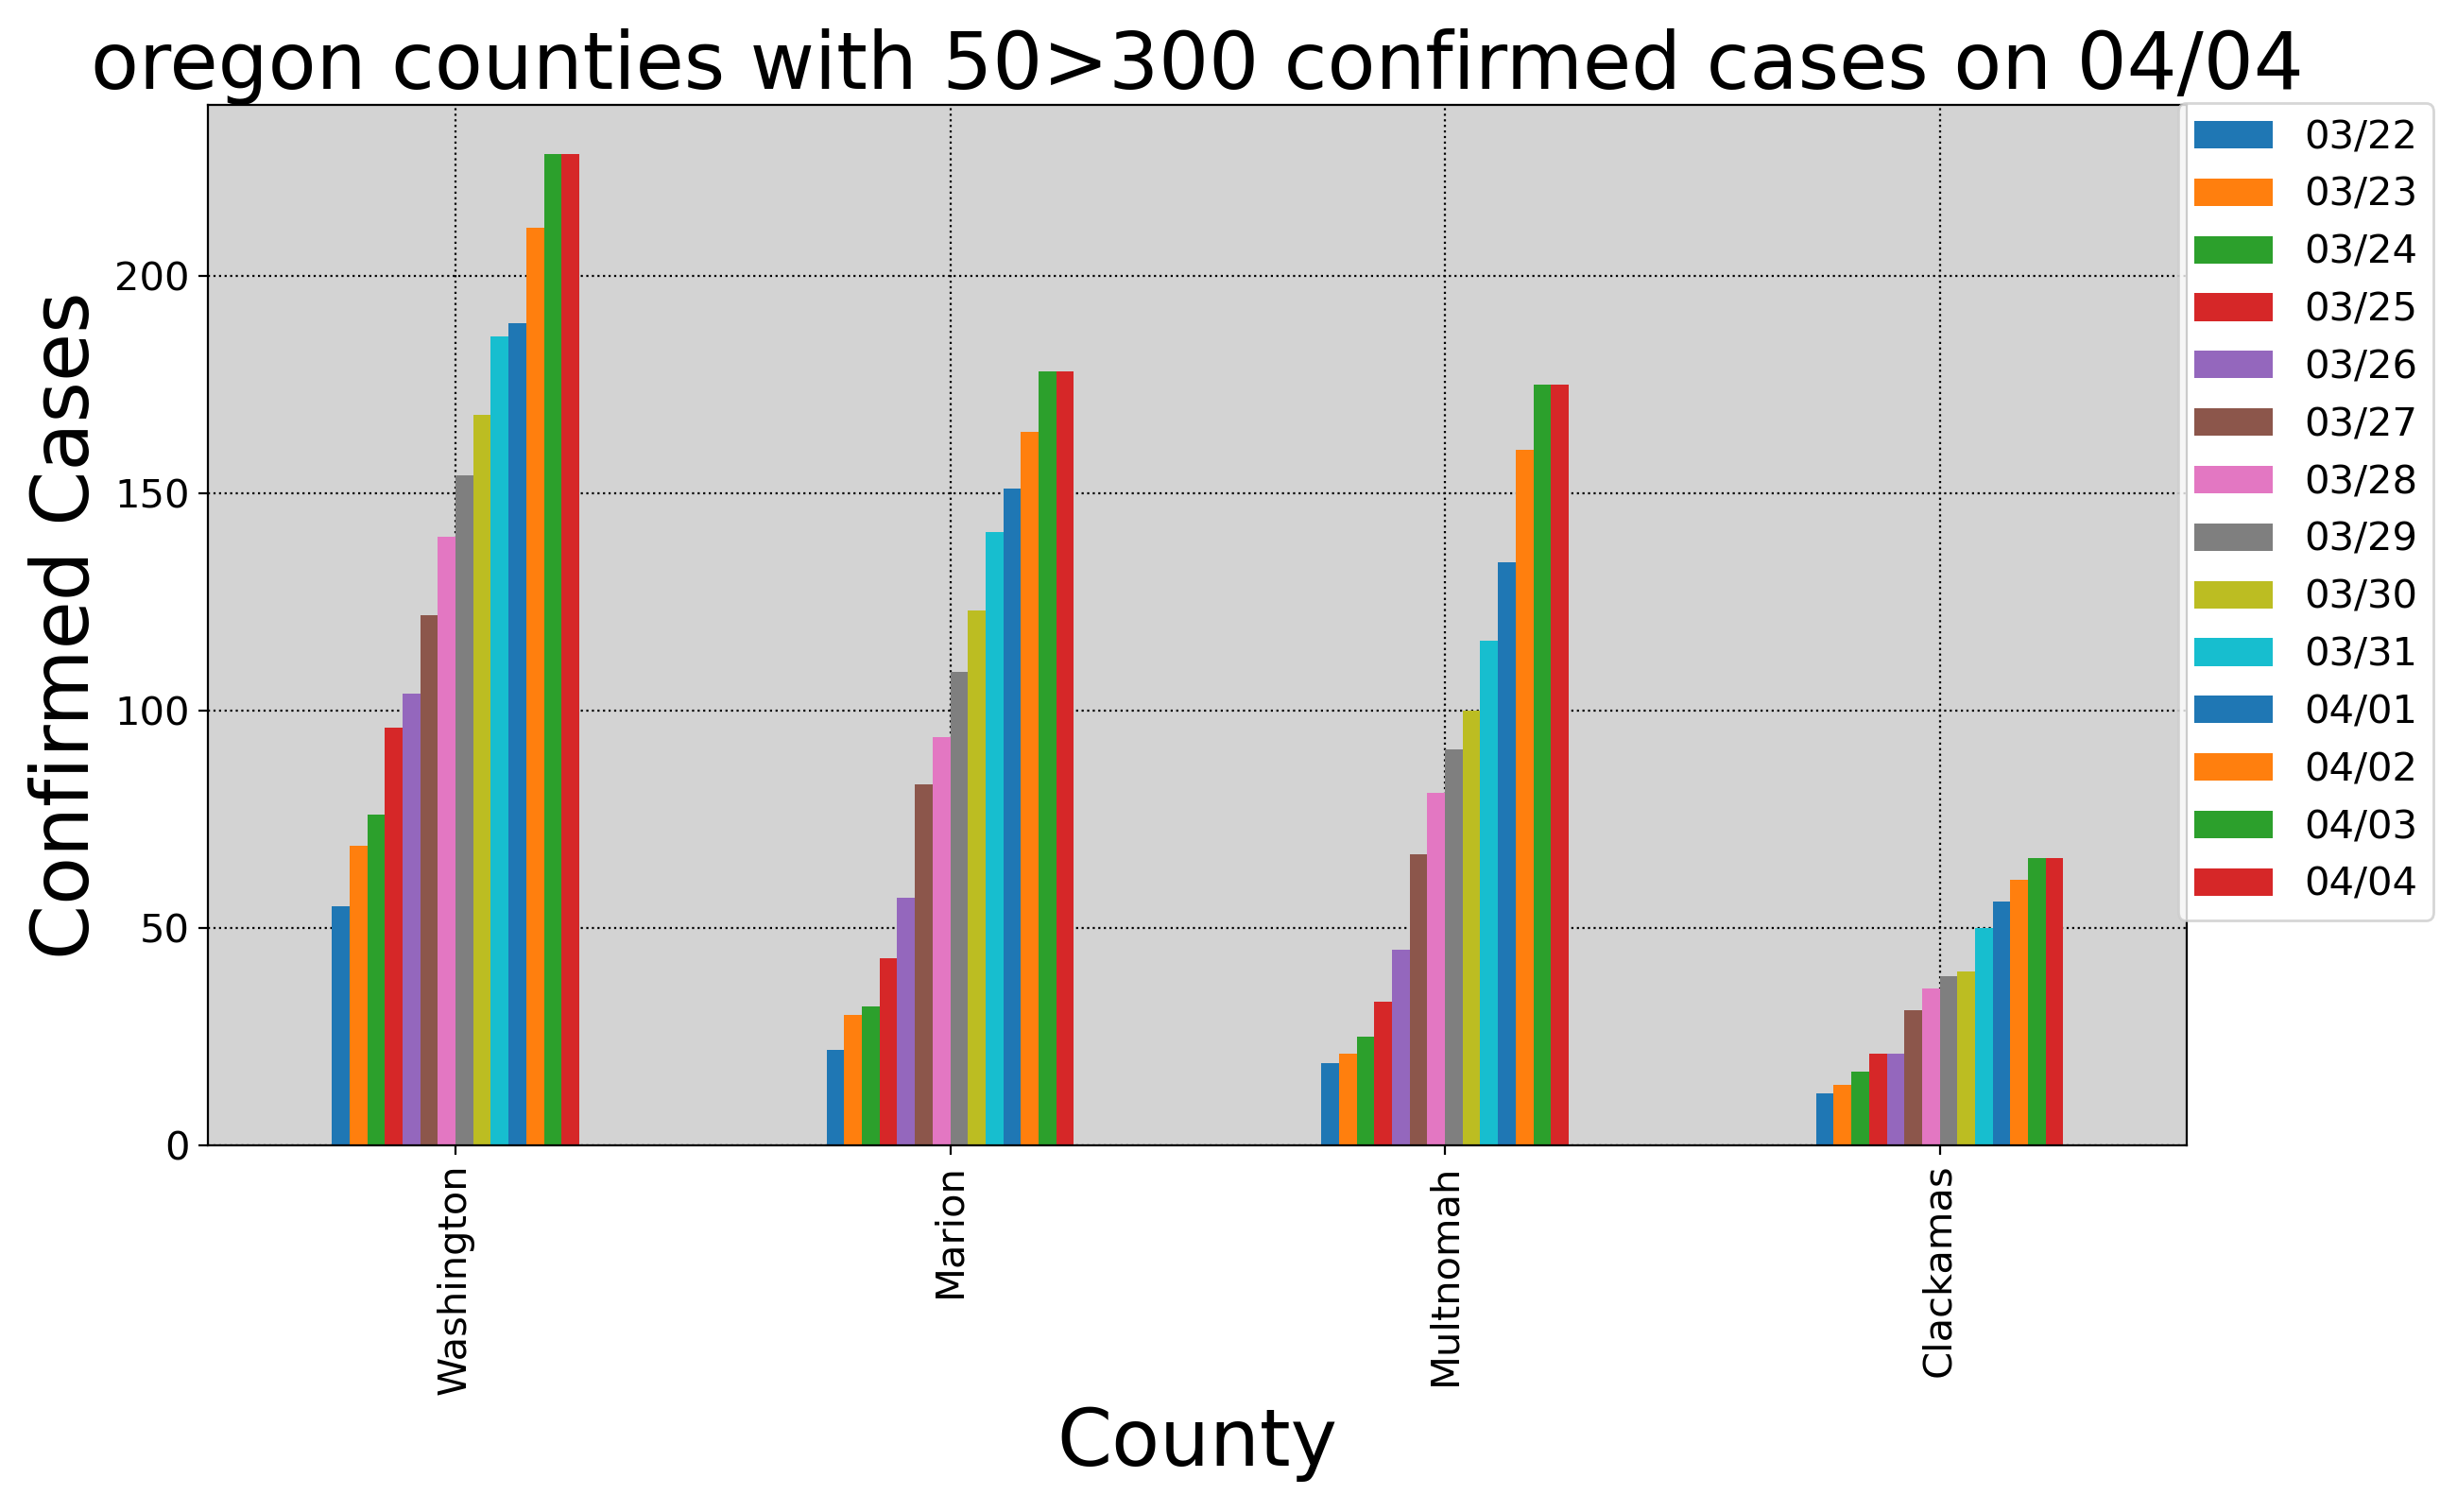 oregon counties with 50>300 confirmed cases on 04/04
Confirmed Cases
200
150
100
50
0
Washington
Marion
Multnomah
Clackamas
County
03/22
03/23
03/24
03/25
03/26
03/27
03/28
03/29
03/30
03/31
04/01
04/02
04/03
04/04